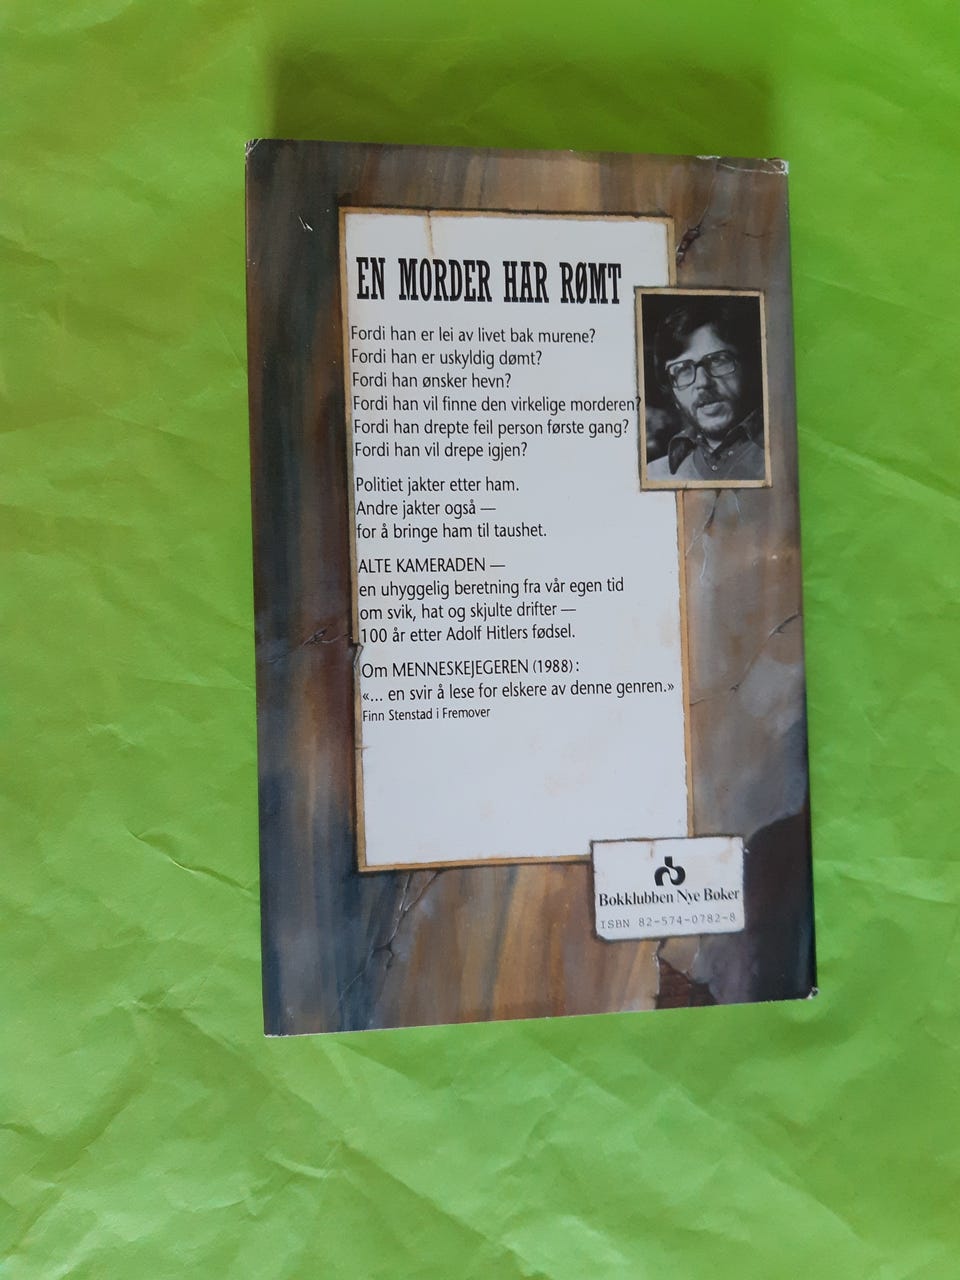 EN MORDER HAR RØMT
Fordi han er lei av livet bak murene?
Fordi han er uskyldig dømt?
Fordi han ønsker hevn?
Fordi han vil finne den virkelige morderen?
Fordi han drepte feil person første gang?
Fordi han vil drepe igjen?
Politiet jakter etter ham.
Andre jakter også —
for å bringe ham til taushet.
ALTE KAMERADEN —
en uhyggelig beretning fra vår egen tid
om svik, hat og skjulte drifter —
100 år etter Adolf Hitlers fødsel.
Om MENNESKEJEGEREN (1988):
«... en svir å lese for elskere av denne genren.»
Finn Stenstad i Fremover
Bokklubben Nye Bøker
ISBN 82-574-0782-8